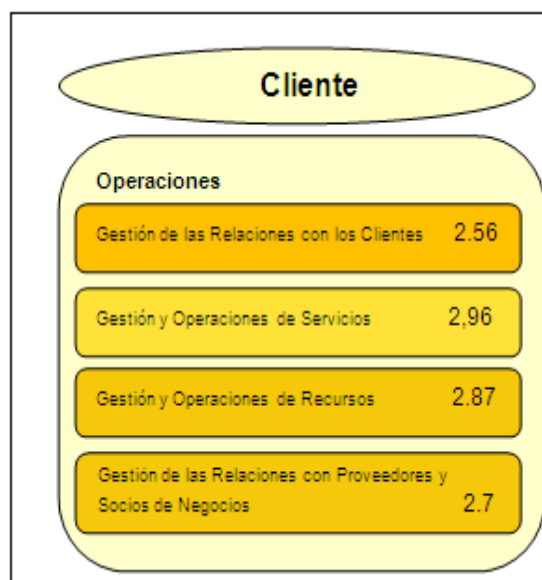 Cliente
Operaciones
Gestión de las Relaciones con los Clientes 2.56
Gestión y Operaciones de Servicios 2,96
Gestión y Operaciones de Recursos 2.87
Gestión de las Relaciones con Proveedores y
Socios de Negocios 2.7